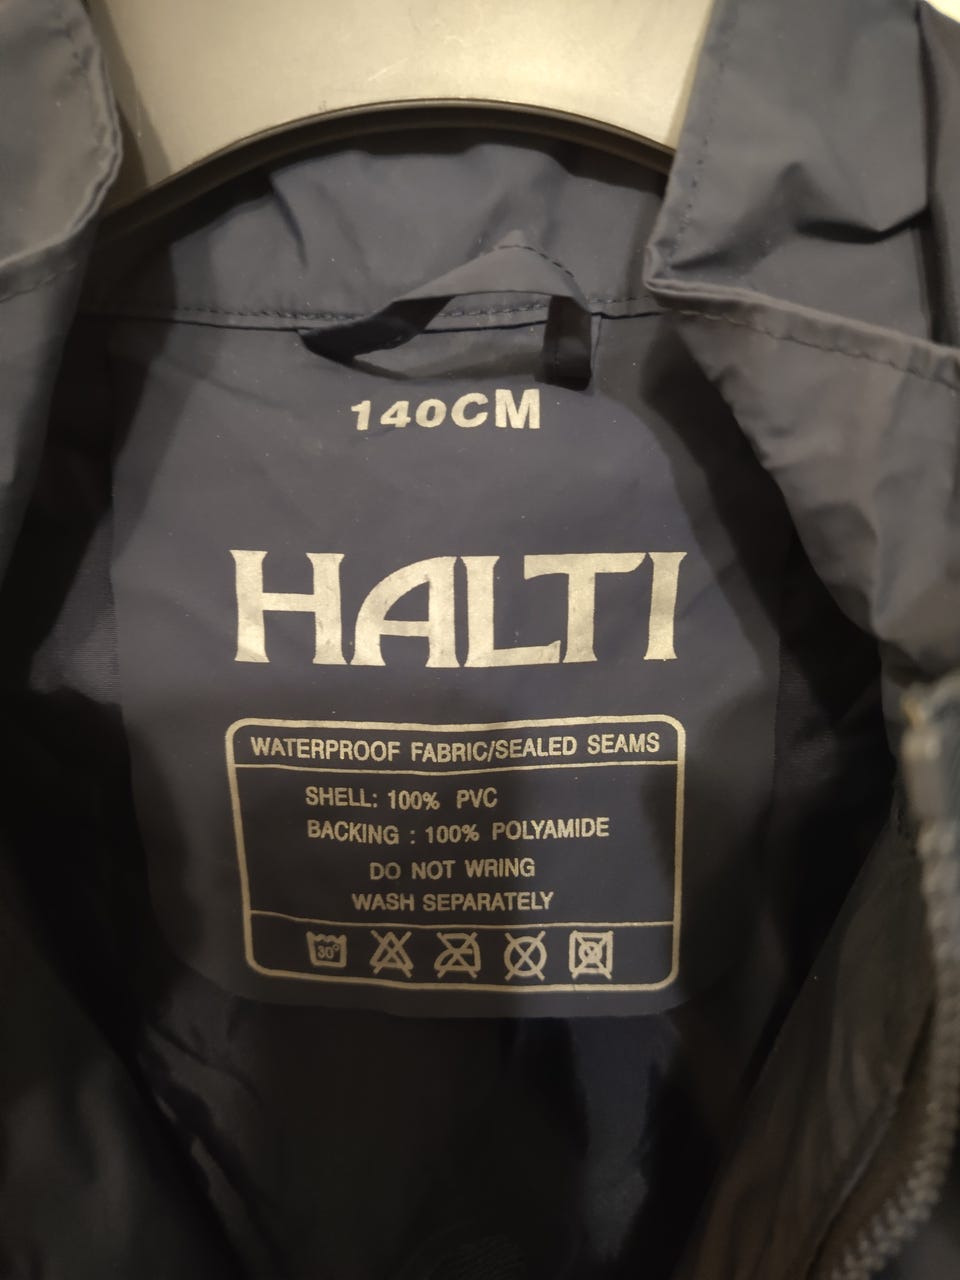 140CM
HALTI
WATERPROOF FABRIC/SEALED SEAMS
SHELL: 100% PVC
BACKING : 100% POLYAMIDE
DO NOT WRING
WASH SEPARATELY
30°